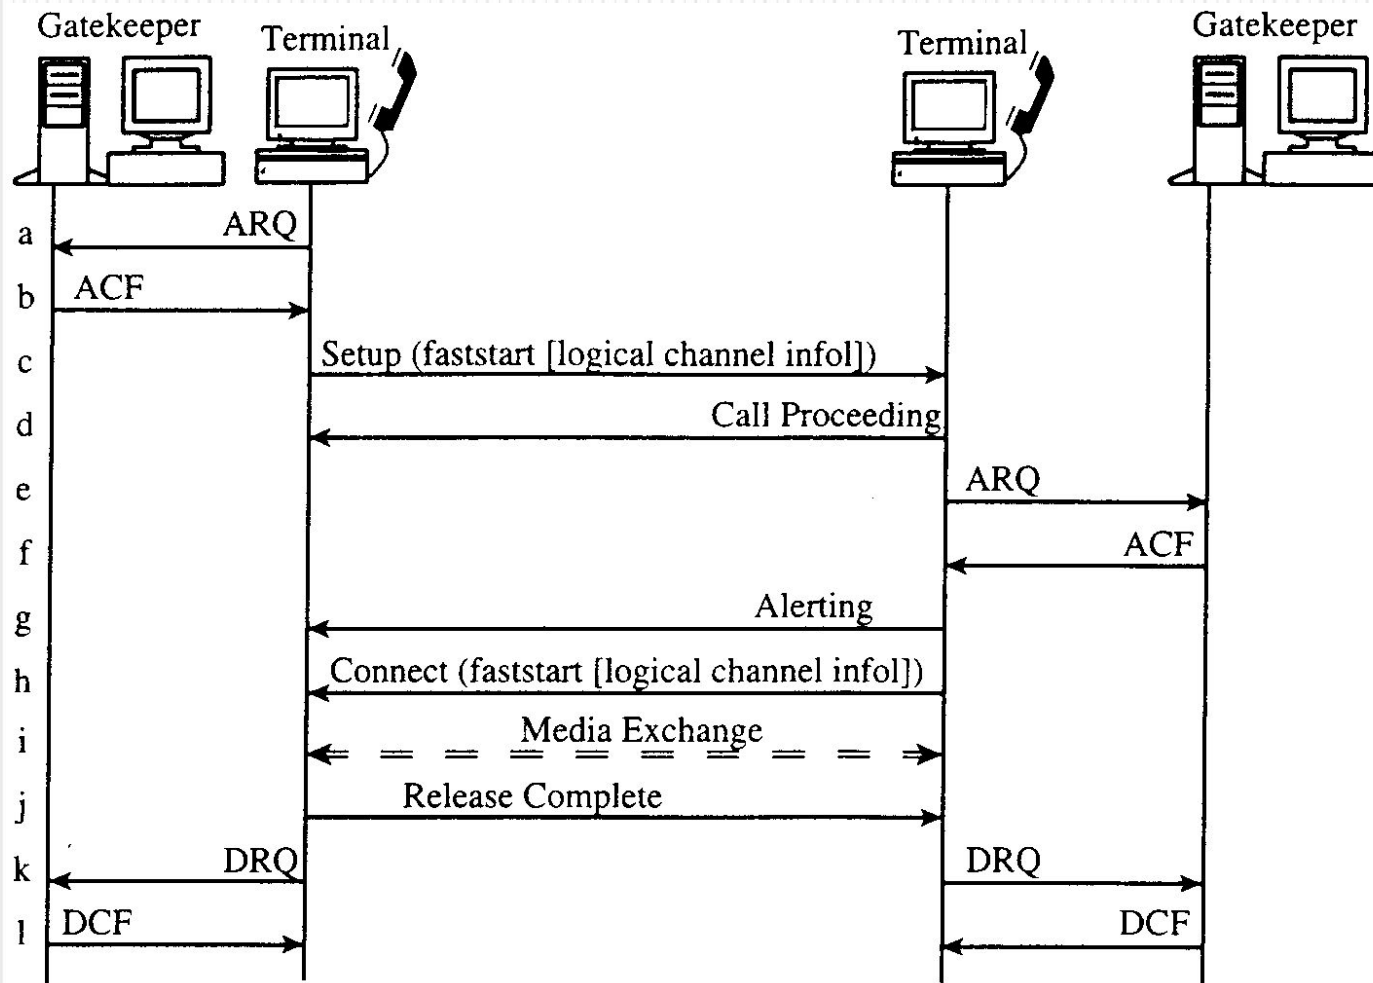 Gatekeeper
Terminal
Terminal
Gatekeeper
a
ARQ
b
ACF
c
Setup (faststart [logical channel infol])
d
Call Proceeding
e
ARQ
f
ACF
g
Alerting
h
Connect (faststart [logical channel infol])
i
Media Exchange
j
Release Complete
k
DRQ
DRQ
l
DCF
DCF